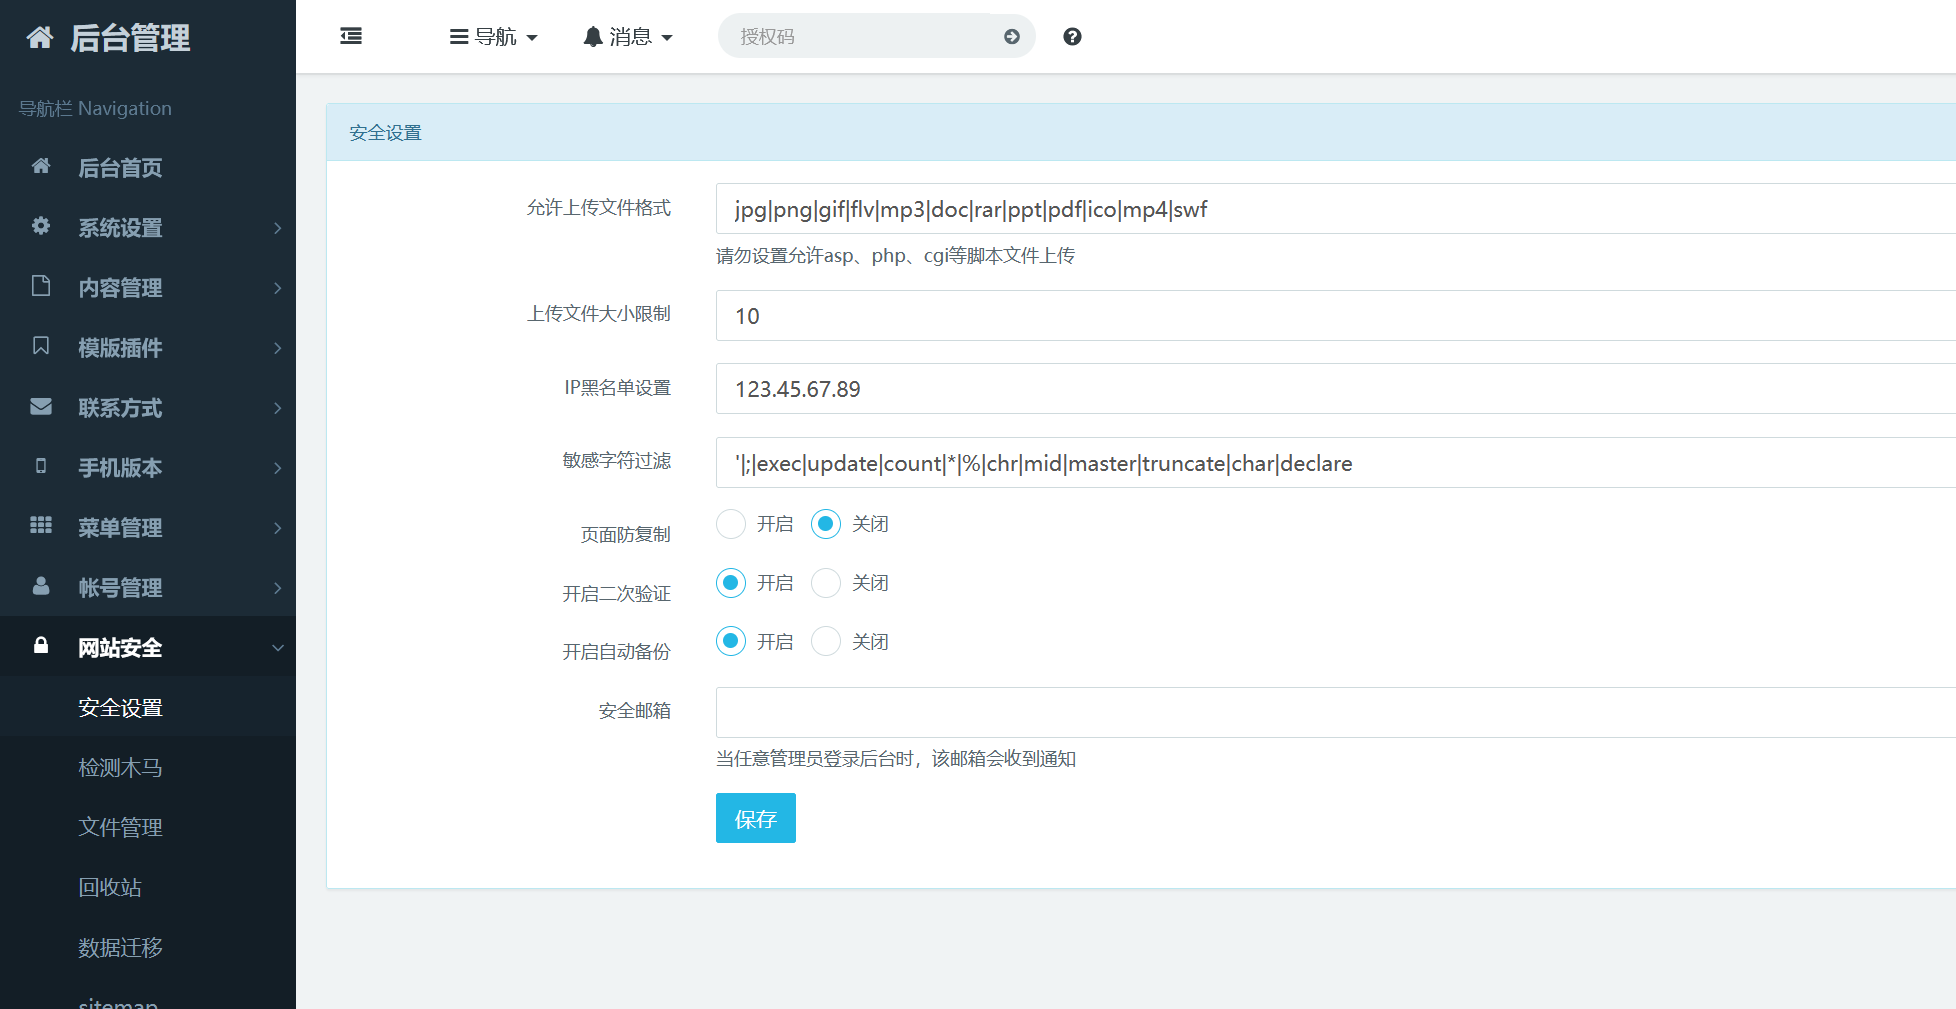 后台管理
导航 消息 授权码
导航栏 Navigation
后台首页
系统设置
内容管理
模版插件
联系方式
手机版本
菜单管理
帐号管理
网站安全
安全设置
检测木马
文件管理
回收站
数据迁移
sitemap
安全设置
允许上传文件格式 jpg|png|gif|flv|mp3|doc|rar|ppt|pdf|ico|mp4|swf
请勿设置允许asp、php、cgi等脚本文件上传
上传文件大小限制 10
IP黑名单设置 123.45.67.89
敏感字符过滤 '|;|exec|update|count|*|%|chr|mid|master|truncate|char|declare
页面防复制 开启 关闭
开启二次验证 开启 关闭
开启自动备份 开启 关闭
安全邮箱
当任意管理员登录后台时，该邮箱会收到通知
保存